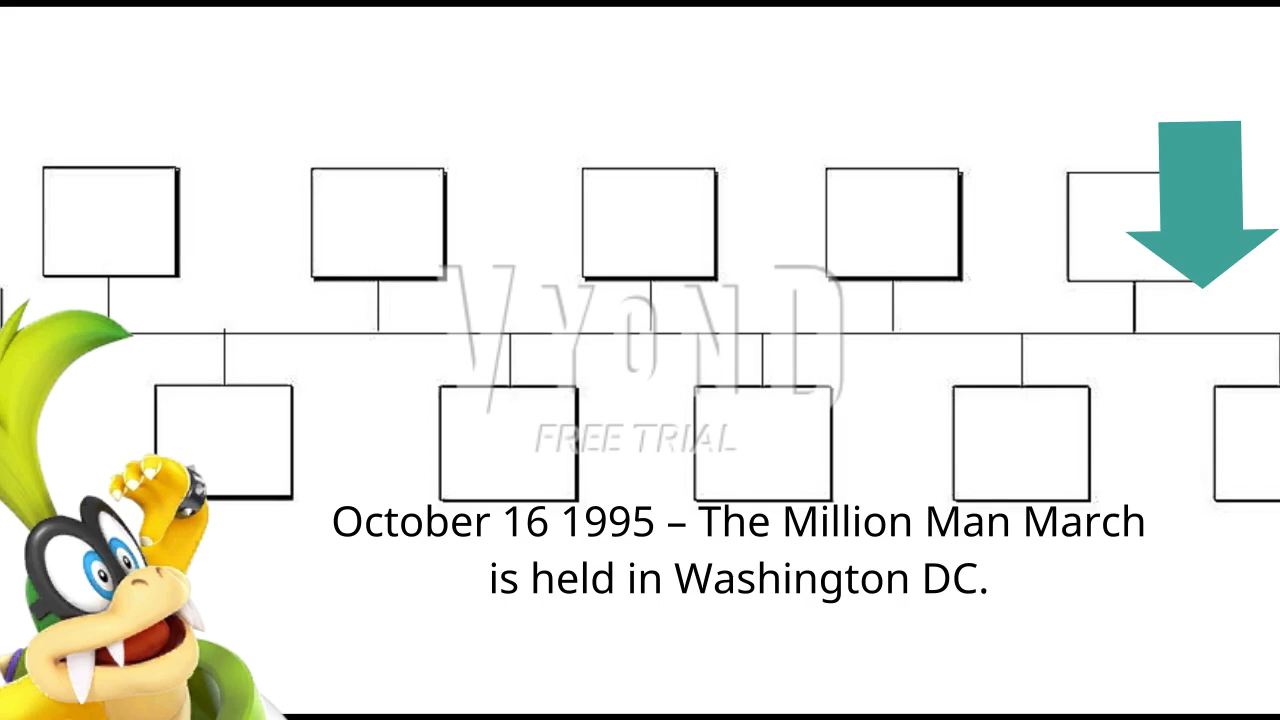 VYOND
FREE TRIAL
October 16 1995 – The Million Man March
is held in Washington DC.